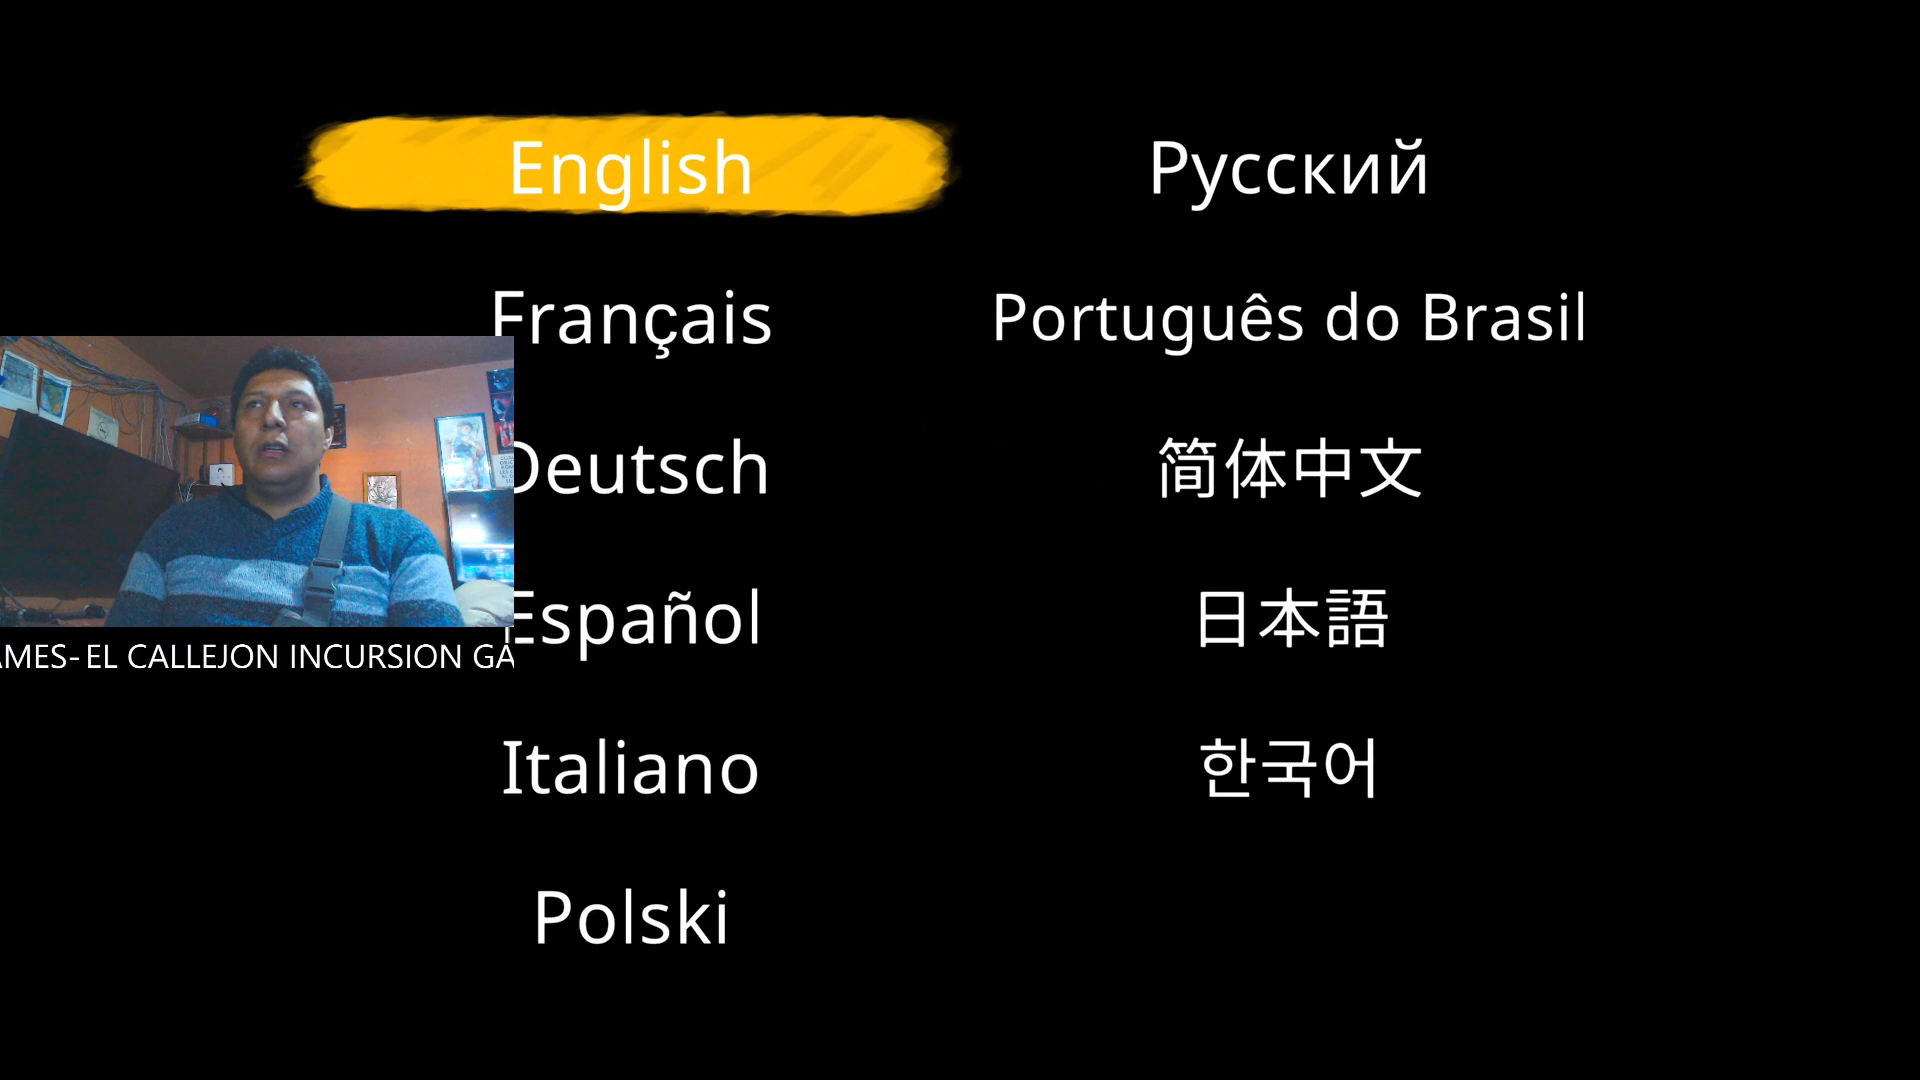 English
Русский
Français
Português do Brasil
Deutsch
简体中文
Español
日本語
AMES-EL CALLEJON INCURSION GA
Italiano
한국어
Polski